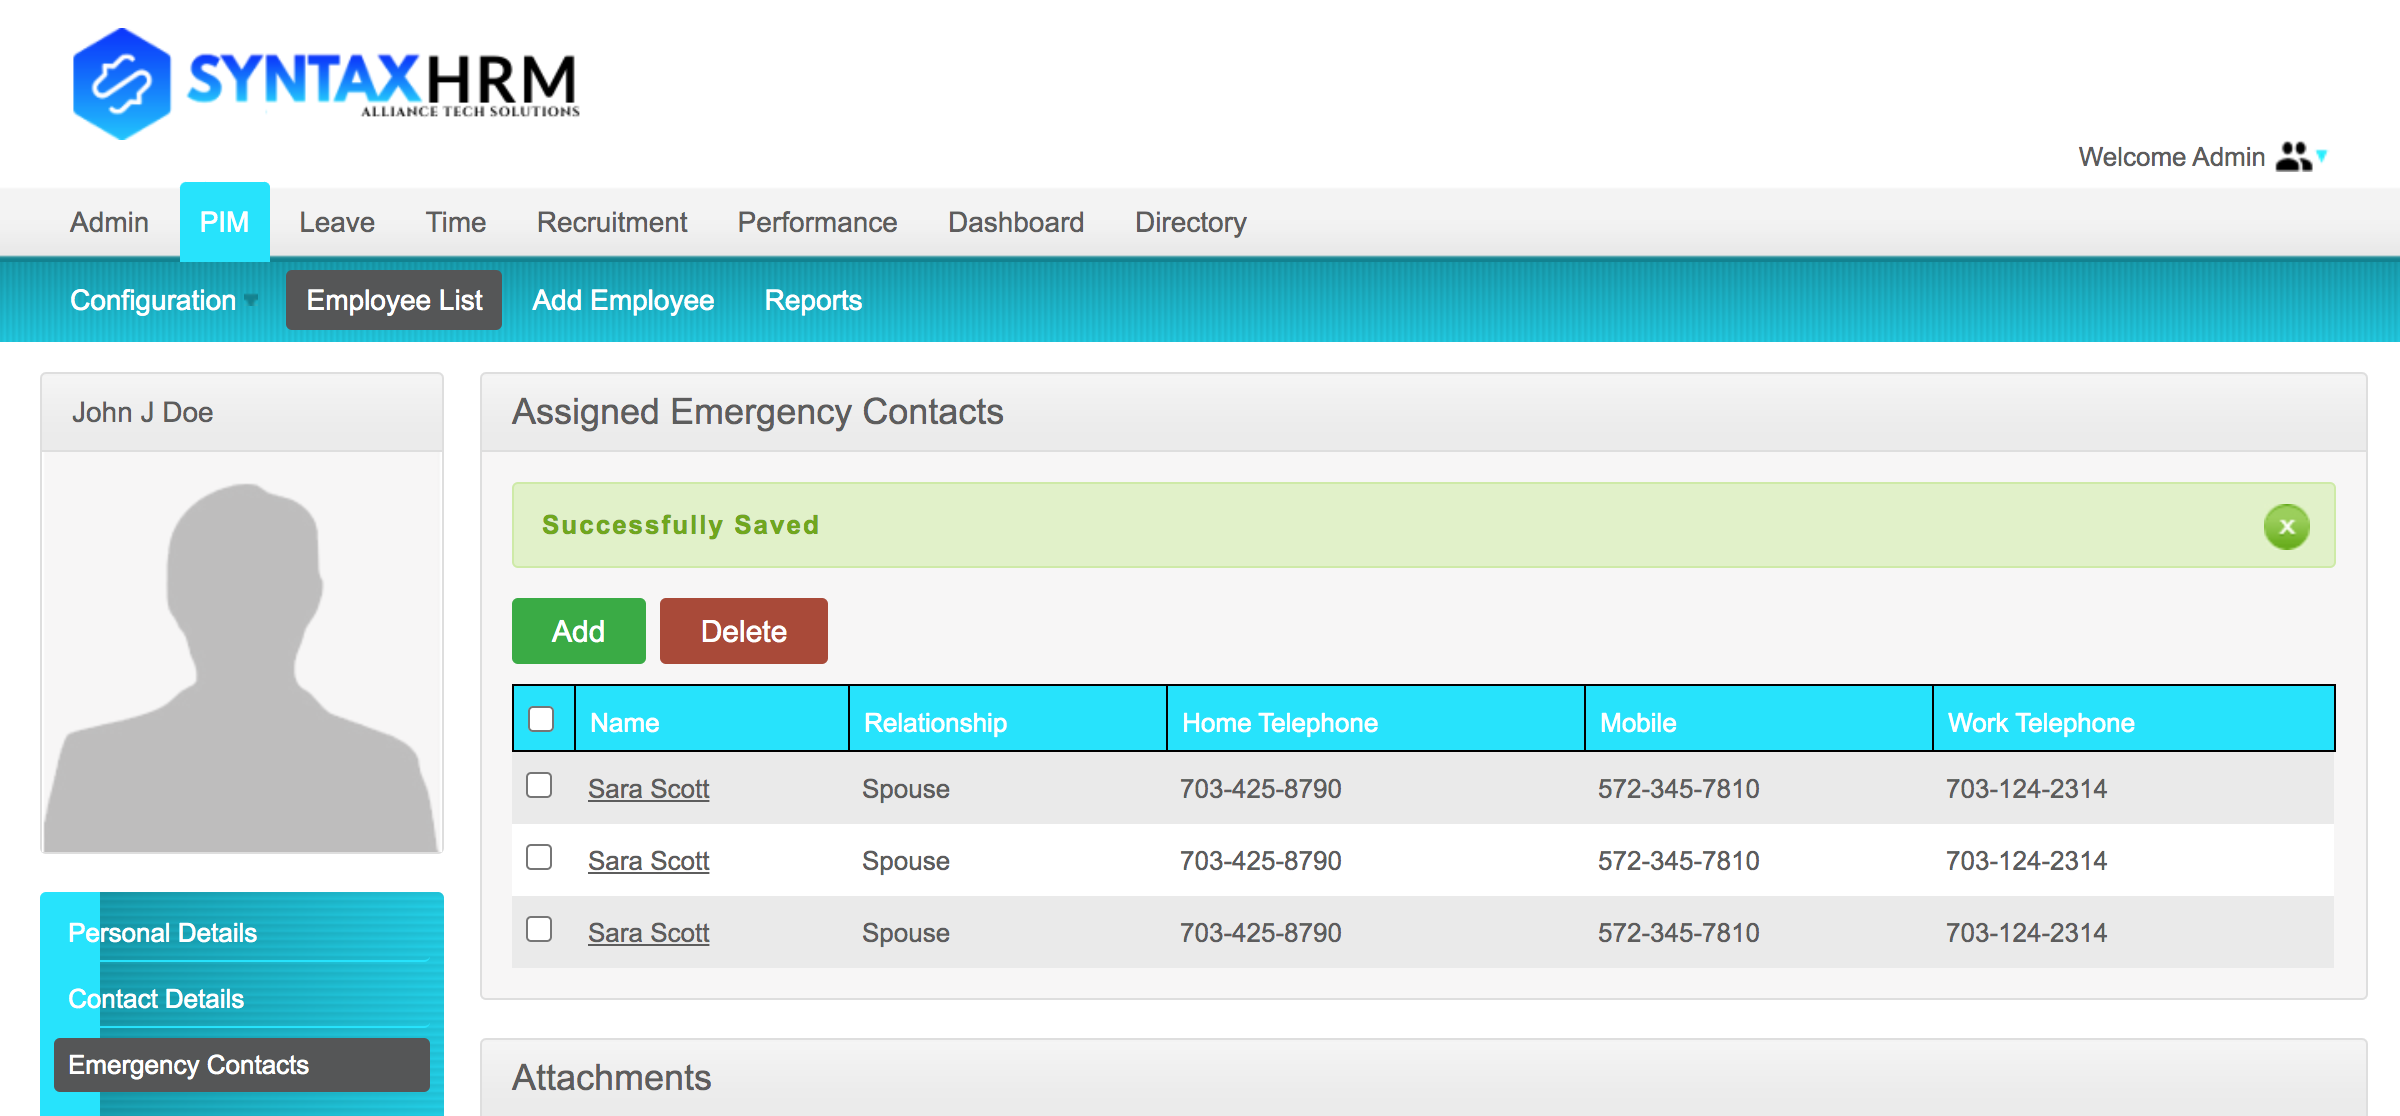 SYNTAXHRM
ALLIANCE TECH SOLUTIONS
Welcome Admin
Admin PIM Leave Time Recruitment Performance Dashboard Directory
Configuration Employee List Add Employee Reports
John J Doe
Personal Details
Contact Details
Emergency Contacts
Assigned Emergency Contacts
Successfully Saved
x
Add Delete
Name Relationship Home Telephone Mobile Work Telephone
Sara Scott Spouse 703-425-8790 572-345-7810 703-124-2314
Sara Scott Spouse 703-425-8790 572-345-7810 703-124-2314
Sara Scott Spouse 703-425-8790 572-345-7810 703-124-2314
Attachments